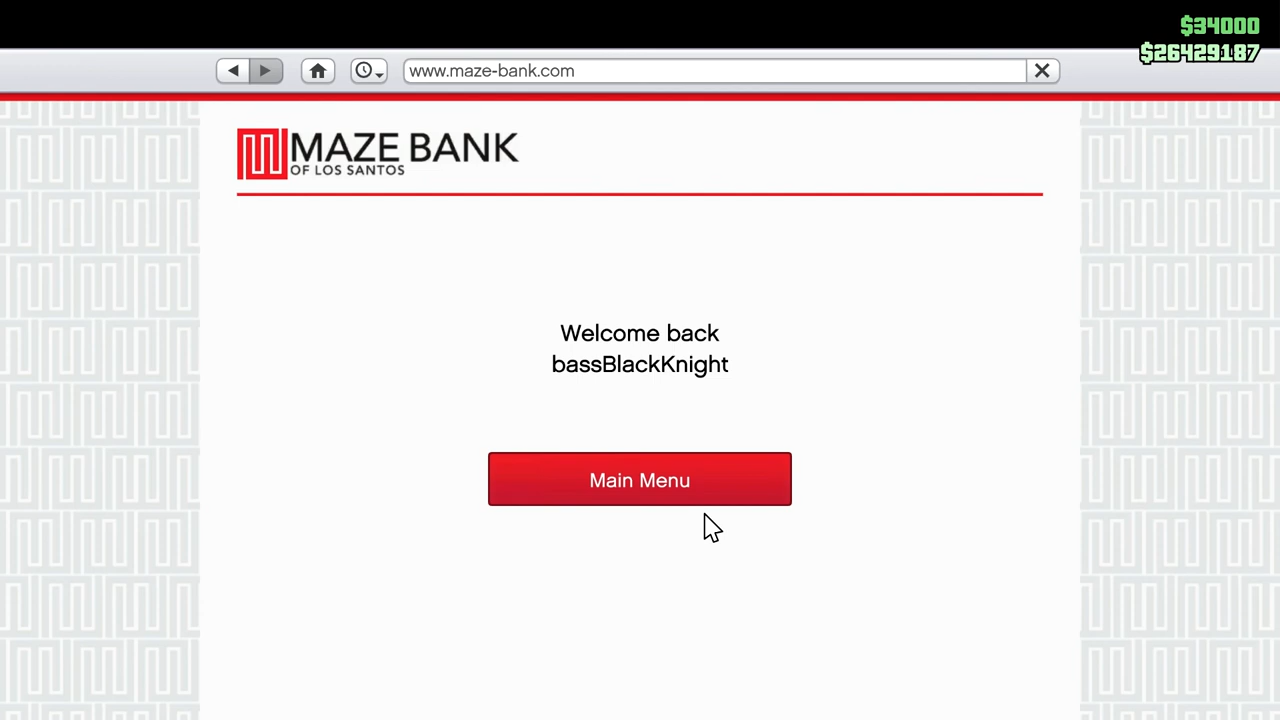 $34000
$26429187
www.maze-bank.com
MAZE BANK
OF LOS SANTOS
Welcome back
bassBlackKnight
Main Menu